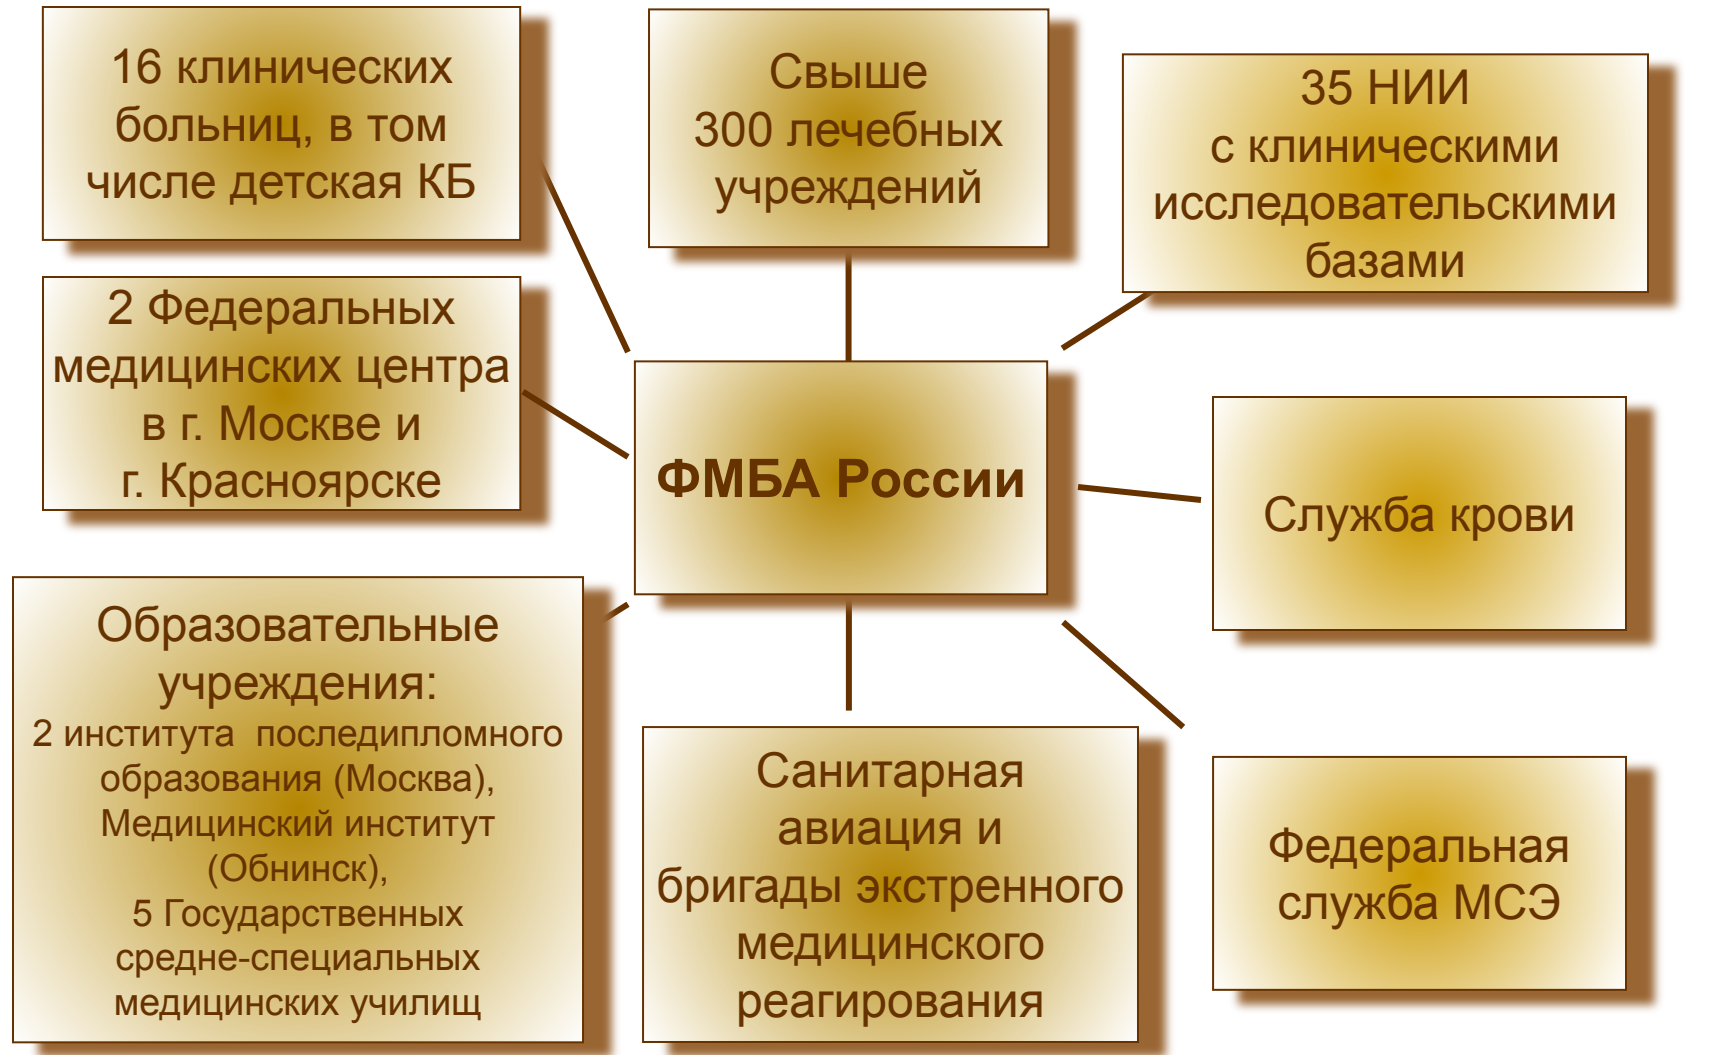 16 клинических
больниц, в том
числе детская КБ
Свыше
300 лечебных
учреждений
35 НИИ
с клиническими
исследовательскими
базами
2 Федеральных
медицинских центра
в г. Москве и
г. Красноярске
ФМБА России
Служба крови
Образовательные
учреждения:
2 института последипломного
образования (Москва),
Медицинский институт
(Обнинск),
5 Государственных
средне-специальных
медицинских училищ
Санитарная
авиация и
бригады экстренного
медицинского
реагирования
Федеральная
служба МСЭ